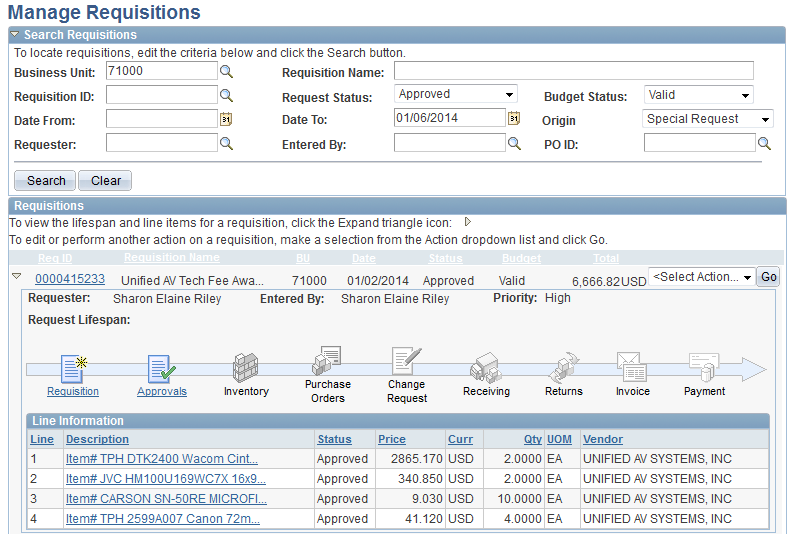 Manage Requisitions
Search Requisitions
To locate requisitions, edit the criteria below and click the Search button.
Business Unit: 71000 Requisition Name:
Requisition ID: Request Status: Approved Budget Status: Valid
Date From: 31 Date To: 01/06/2014 31 Origin Special Request
Requester: Entered By: PO ID:
Search Clear
Requisitions
To view the lifespan and line items for a requisition, click the Expand triangle icon:
To edit or perform another action on a requisition, make a selection from the Action dropdown list and click Go.
Req ID Requisition Name BU Date Status Budget Total
0000415233 Unified AV Tech Fee Awa... 71000 01/02/2014 Approved Valid 6,666.82 USD <Select Action... Go
Requester: Sharon Elaine Riley Entered By: Sharon Elaine Riley Priority: High
Request Lifespan:
Requisition Approvals Inventory Purchase Orders Change Request Receiving Returns Invoice Payment
Line Information
Line Description Status Price Curr Qty UOM Vendor
1 Item# TPH DTK2400 Wacom Cint... Approved 2865.170 USD 2.0000 EA UNIFIED AV SYSTEMS, INC
2 Item# JVC HM100U169WC7X 16x9... Approved 340.850 USD 2.0000 EA UNIFIED AV SYSTEMS, INC
3 Item# CARSON SN-50RE MICROFI... Approved 9.030 USD 10.0000 EA UNIFIED AV SYSTEMS, INC
4 Item# TPH 2599A007 Canon 72m... Approved 41.120 USD 4.0000 EA UNIFIED AV SYSTEMS, INC